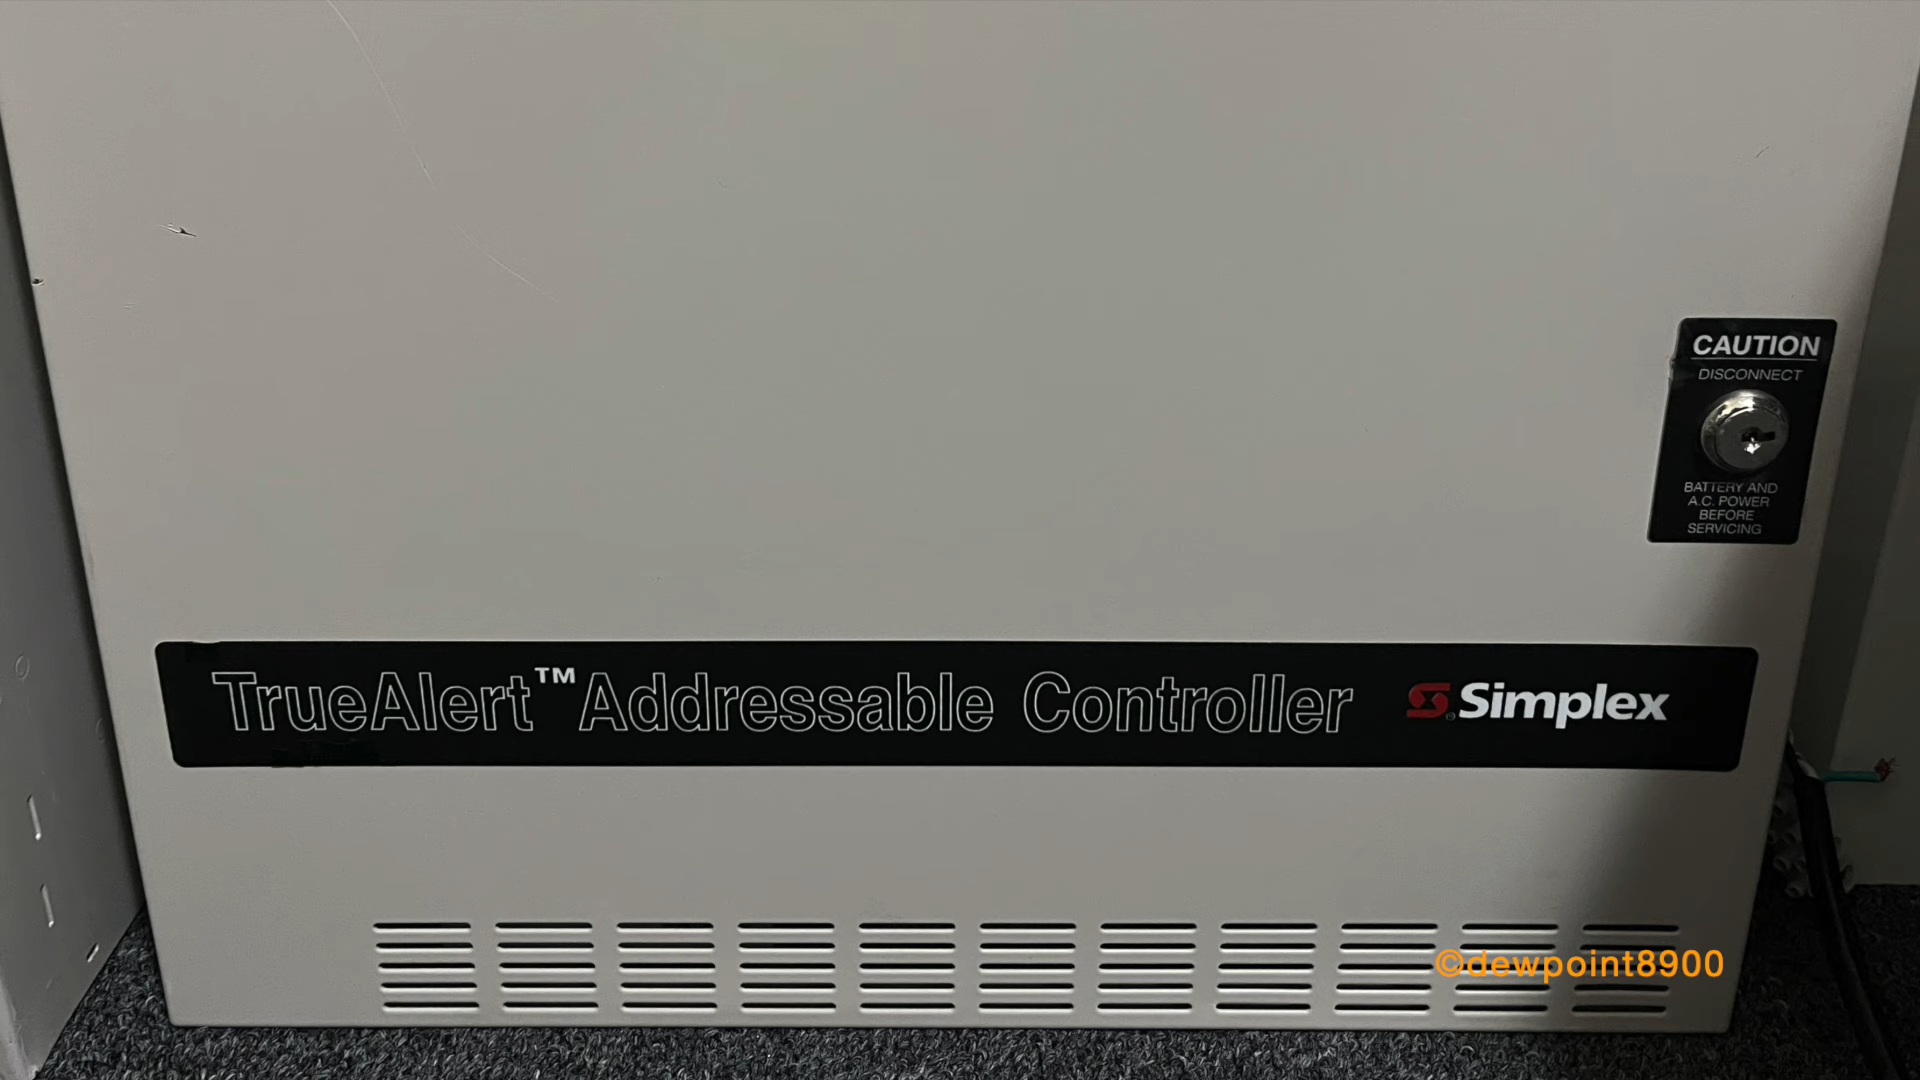 CAUTION
DISCONNECT
BATTERY AND
A.C. POWER
BEFORE
SERVICING
TrueAlert™ Addressable Controller
Simplex®
©dewpoint8900